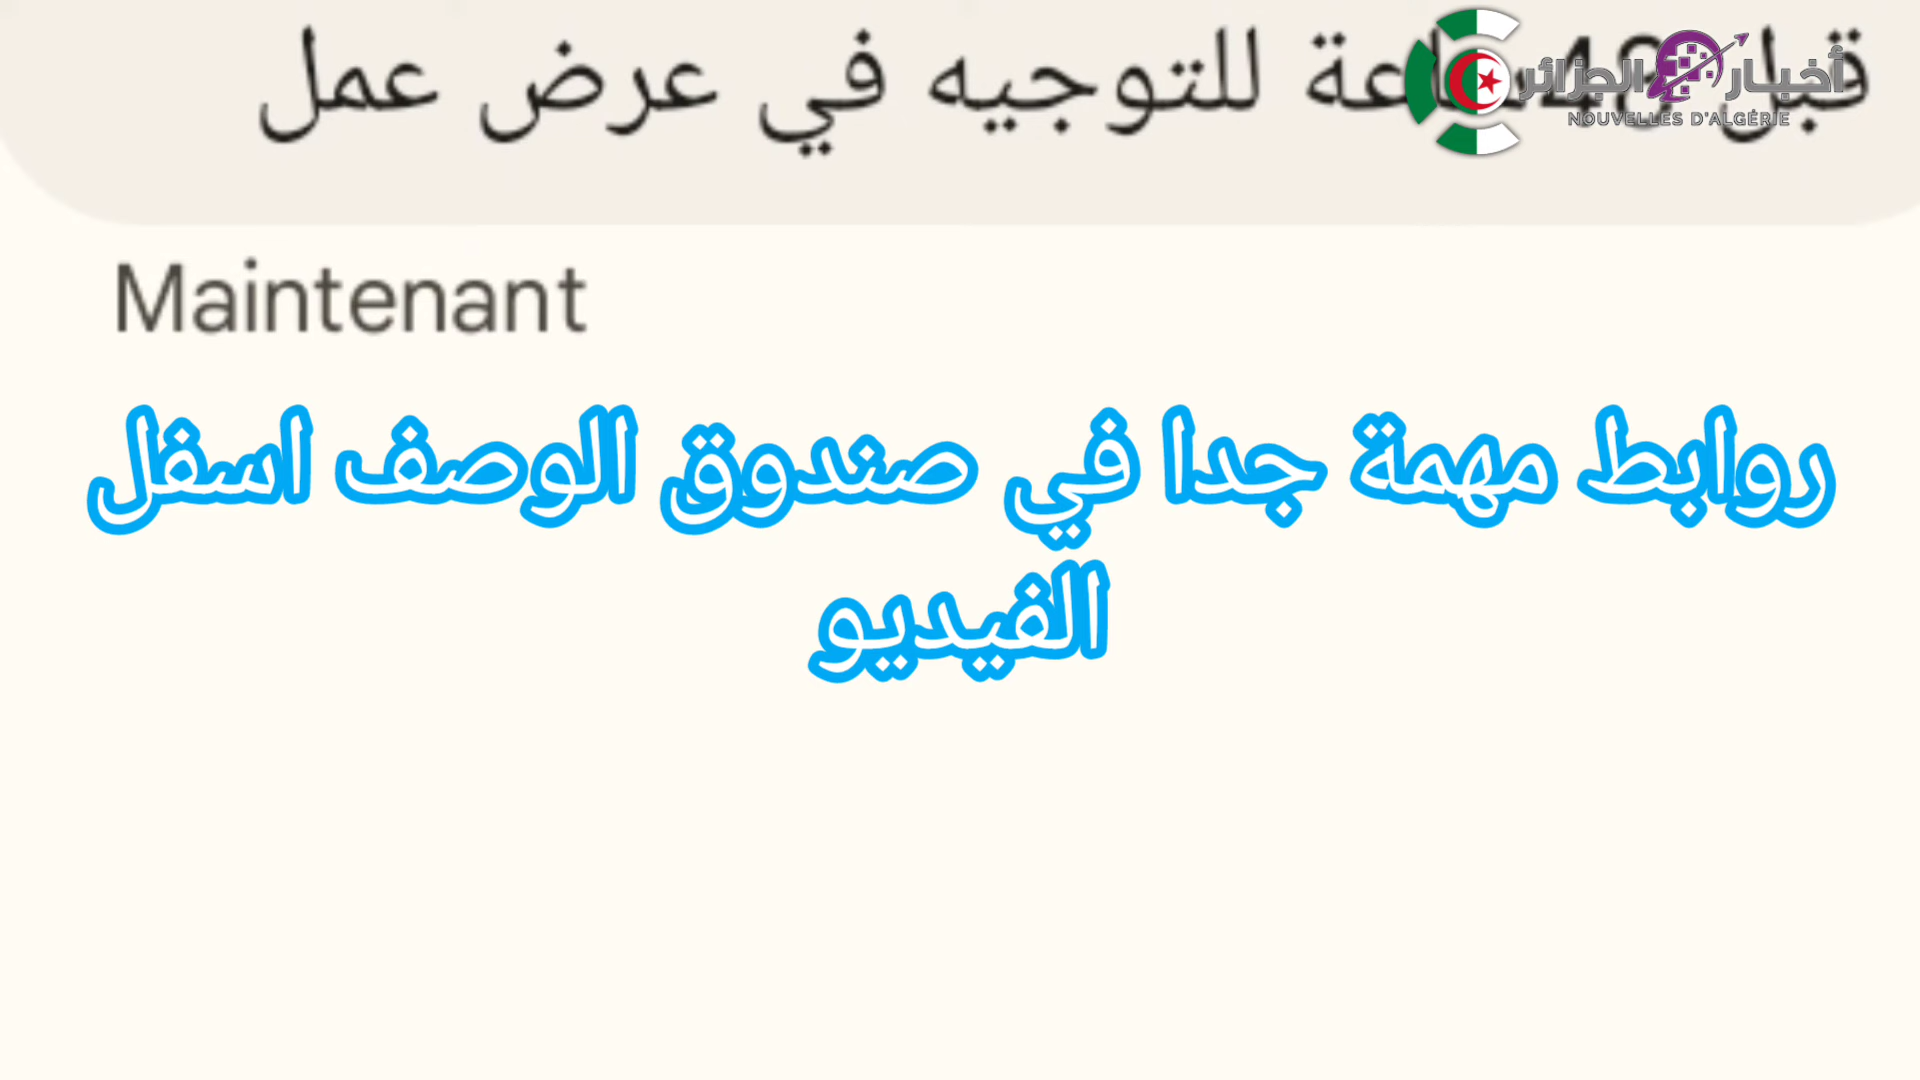 قبل 48 ساعة للتوجيه في عرض عمل
أخبار الجزائر
NOUVELLES D'ALGÉRIE
Maintenant
روابط مهمة جدا في صندوق الوصف اسفل
الفيديو